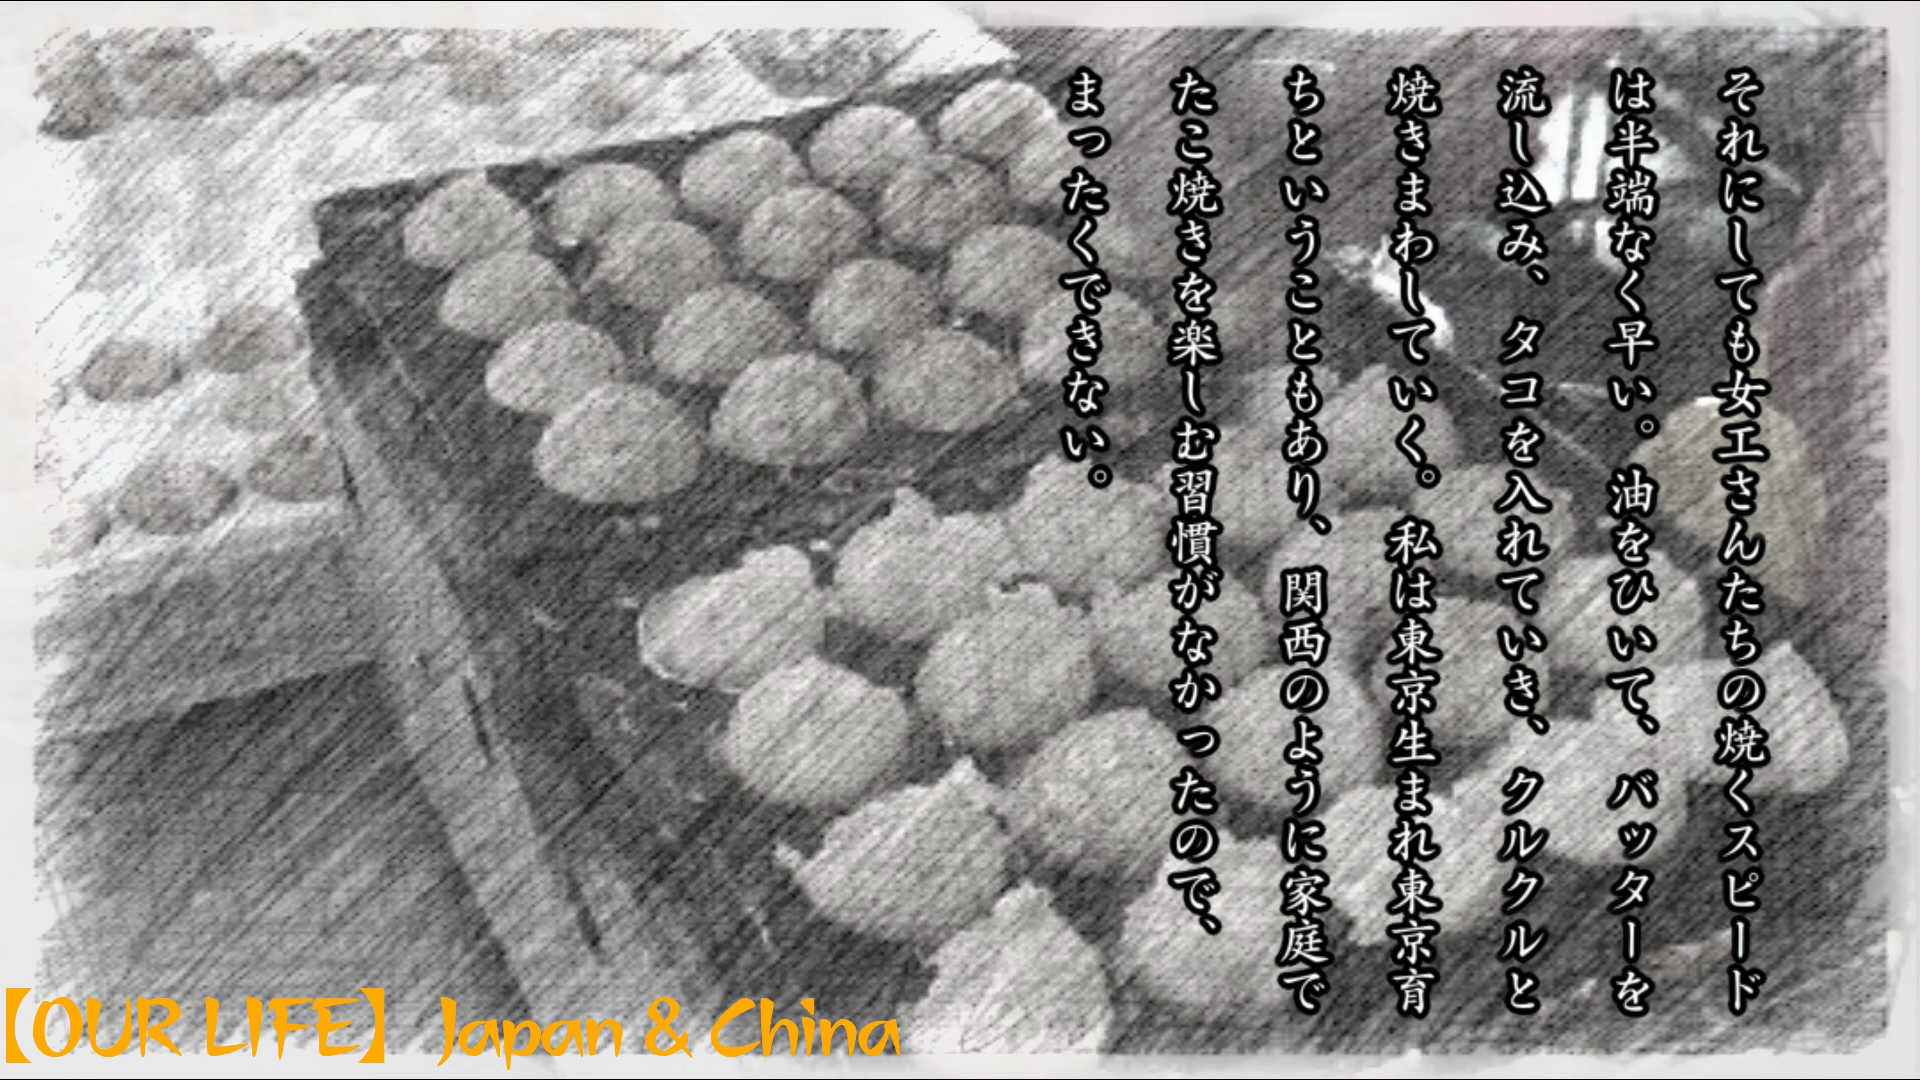 それにしても女工さんたちの焼くスピード
は半端なく早い。油をひいて、バッターを
流し込み、タコを入れていき、クルクルと
焼きまわしていく。私は東京生まれ東京育
ちということもあり、関西のように家庭で
たこ焼きを楽しむ習慣がなかったので、
まったくできない。
【OUR LIFE】 Japan & China